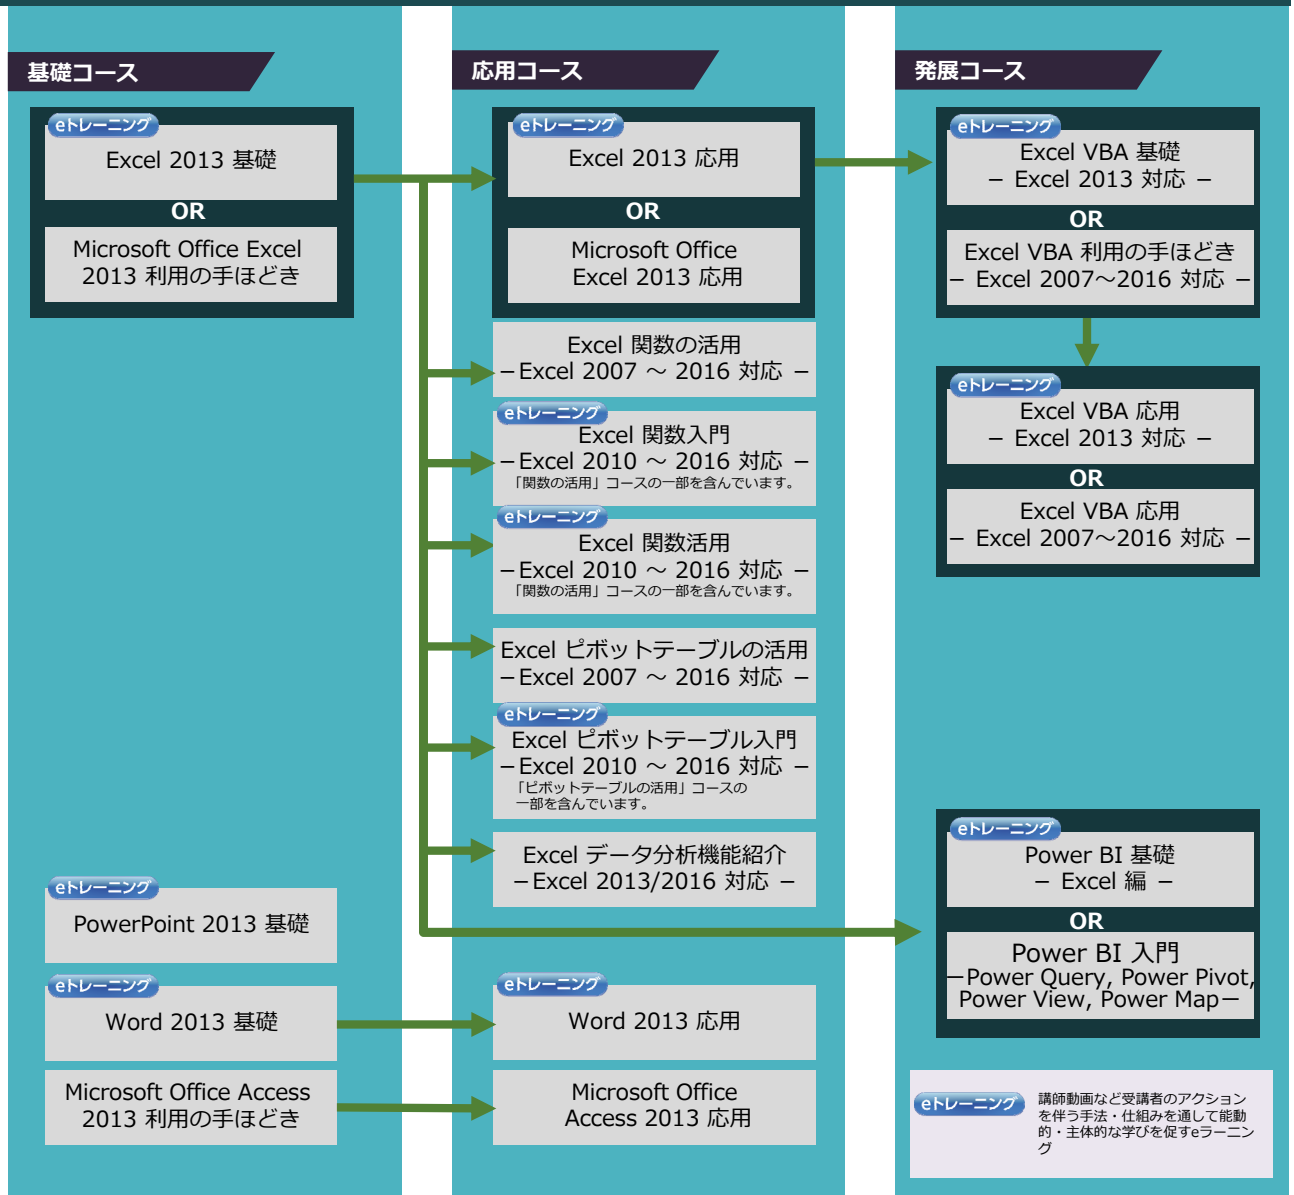 基礎コース
eトレーニング
Excel 2013 基礎
OR
Microsoft Office Excel
2013 利用の手ほどき
eトレーニング
PowerPoint 2013 基礎
eトレーニング
Word 2013 基礎
Microsoft Office Access
2013 利用の手ほどき
応用コース
eトレーニング
Excel 2013 応用
OR
Microsoft Office
Excel 2013 応用
Excel 関数の活用
－Excel 2007 ～ 2016 対応 －
eトレーニング
Excel 関数入門
－Excel 2010 ～ 2016 対応 －
「関数の活用」コースの一部を含んでいます。
eトレーニング
Excel 関数活用
－Excel 2010 ～ 2016 対応 －
「関数の活用」コースの一部を含んでいます。
Excel ピボットテーブルの活用
－Excel 2007 ～ 2016 対応 －
eトレーニング
Excel ピボットテーブル入門
－Excel 2010 ～ 2016 対応 －
「ピボットテーブルの活用」コースの
一部を含んでいます。
Excel データ分析機能紹介
－Excel 2013/2016 対応 －
eトレーニング
Word 2013 応用
Microsoft Office
Access 2013 応用
発展コース
eトレーニング
Excel VBA 基礎
－ Excel 2013 対応 －
OR
Excel VBA 利用の手ほどき
－ Excel 2007～2016 対応 －
eトレーニング
Excel VBA 応用
－ Excel 2013 対応 －
OR
Excel VBA 応用
－ Excel 2007～2016 対応 －
eトレーニング
Power BI 基礎
－ Excel 編 －
OR
Power BI 入門
－Power Query, Power Pivot,
Power View, Power Map－
eトレーニング
講師動画など受講者のアクション
を伴う手法・仕組みを通して能動
的・主体的な学びを促すeラーニン
グ